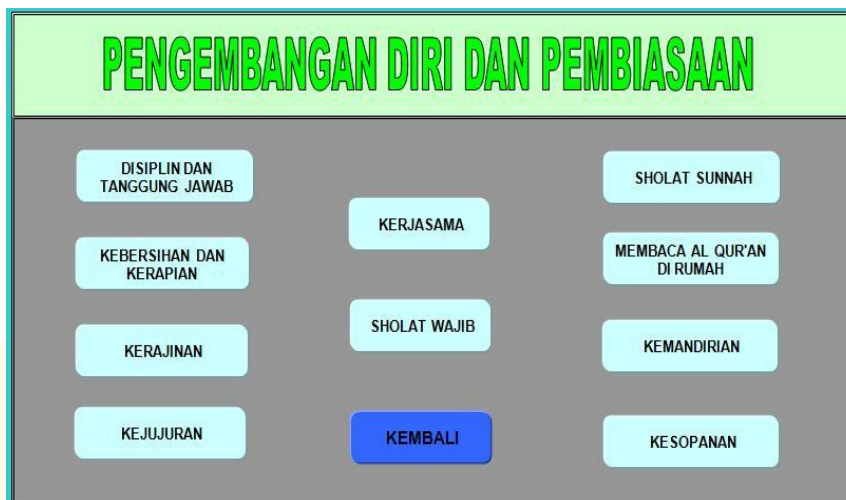 PENGEMBANGAN DIRI DAN PEMBIASAAN
DISIPLIN DAN
TANGGUNG JAWAB
KEBERSIHAN DAN
KERAPIAN
KERAJINAN
KEJUJURAN
KERJASAMA
SHOLAT WAJIB
KEMBALI
SHOLAT SUNNAH
MEMBACA AL QUR'AN
DI RUMAH
KEMANDIRIAN
KESOPANAN